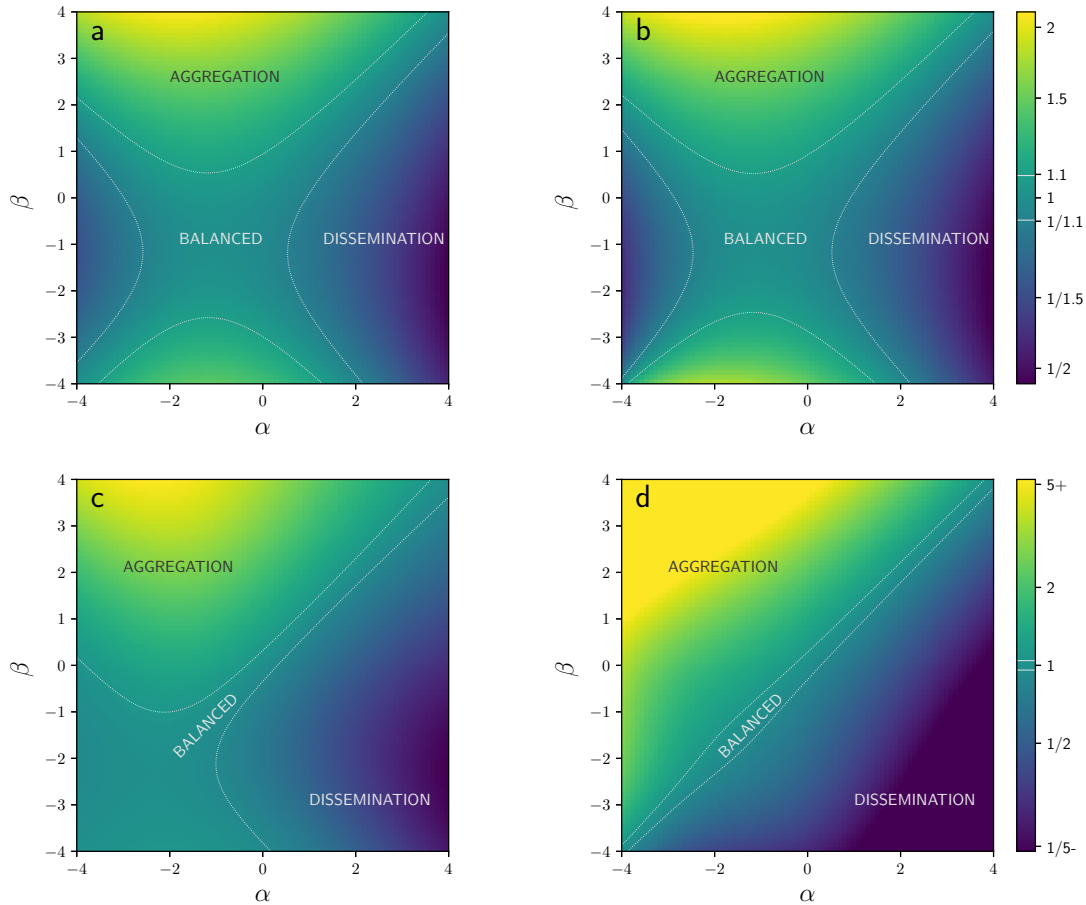 a
AGGREGATION
BALANCED
DISSEMINATION
4
3
2
1
0
−1
−2
−3
−4
β
−4
−2
0
2
4
α
b
AGGREGATION
BALANCED
DISSEMINATION
4
3
2
1
0
−1
−2
−3
−4
β
−4
−2
0
2
4
α
2
1.5
1.1
1
1/1.1
1/1.5
1/2
c
AGGREGATION
BALANCED
DISSEMINATION
4
3
2
1
0
−1
−2
−3
−4
β
−4
−2
0
2
4
α
d
AGGREGATION
BALANCED
DISSEMINATION
4
3
2
1
0
−1
−2
−3
−4
β
−4
−2
0
2
4
α
5+
2
1
1/2
1/5-